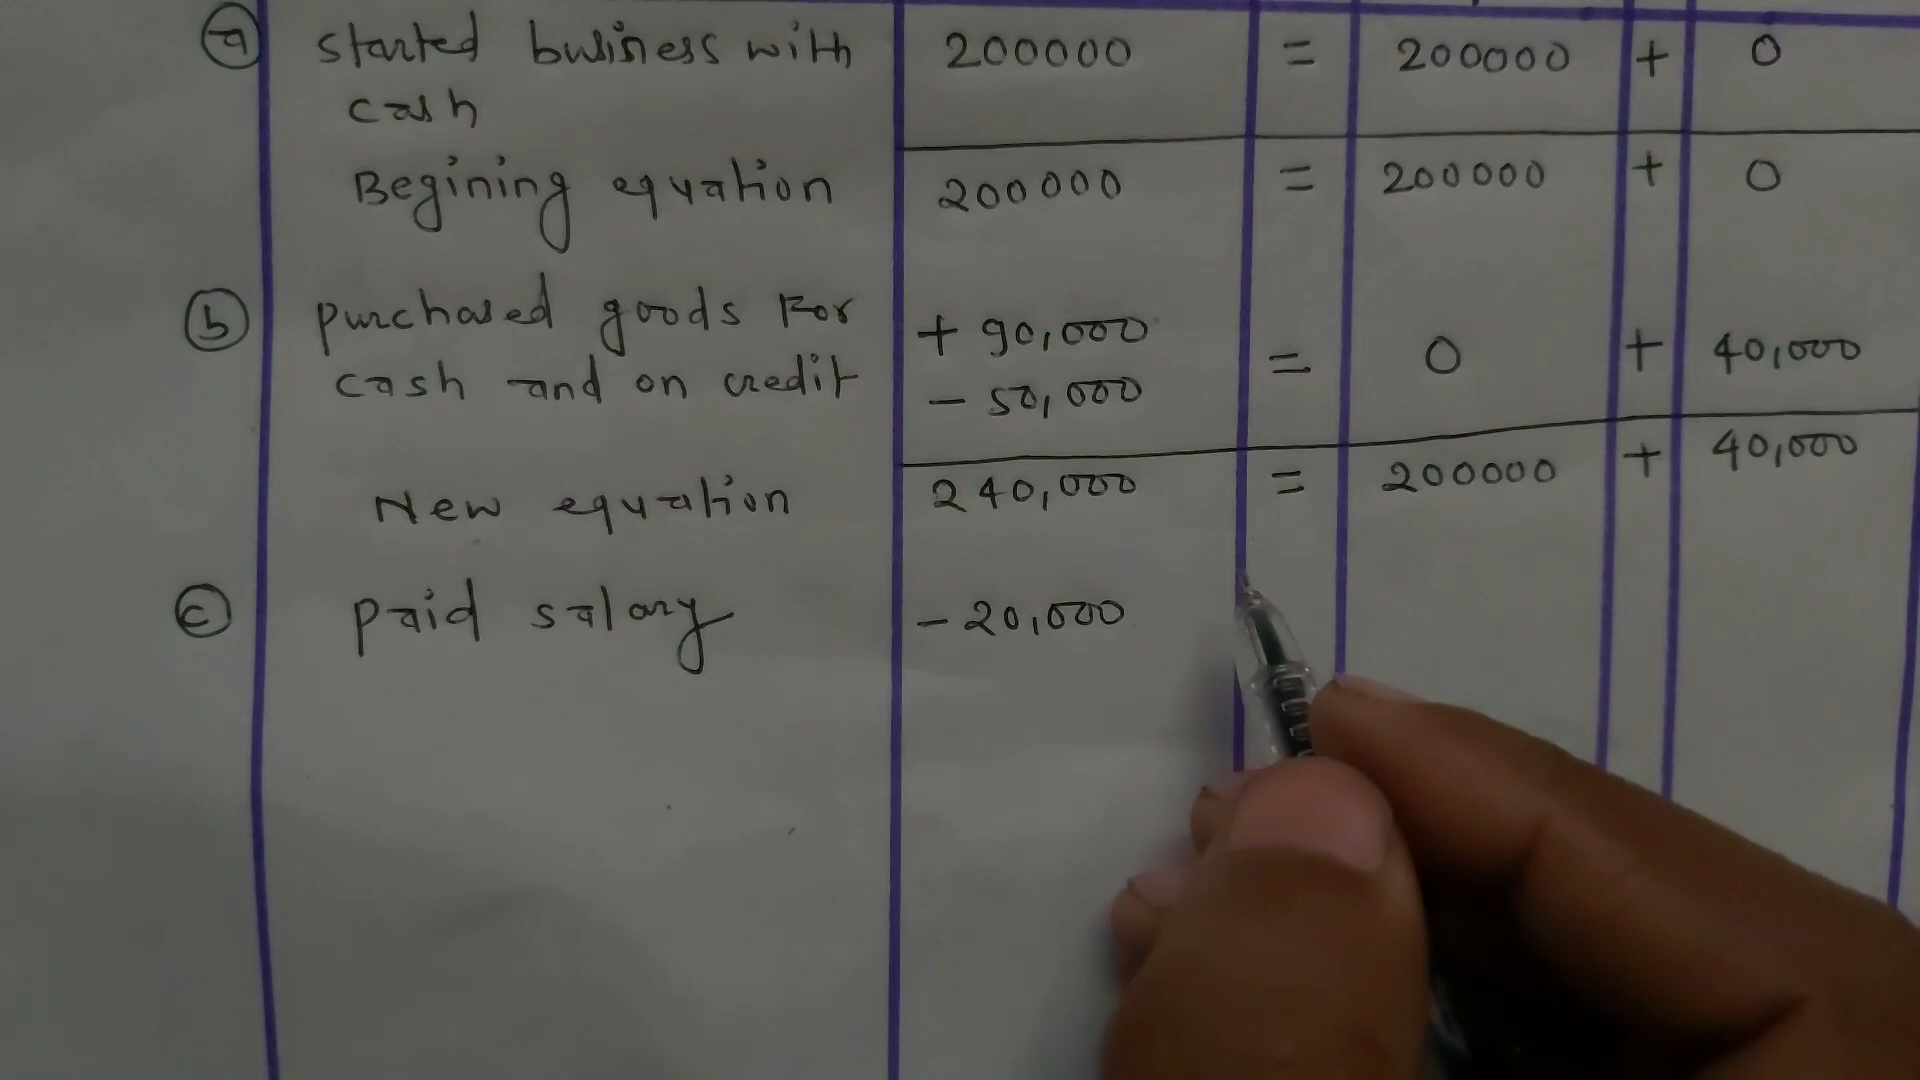 (a) started business with 200000 = 200000 + 0
cash
Begining equation 200000 = 200000 + 0
(b) purchased goods For + 90,000
cash and on credit - 50,000 = 0 + 40,000
New equation 240,000 = 200000 + 40,000
(c) paid salary - 20,000